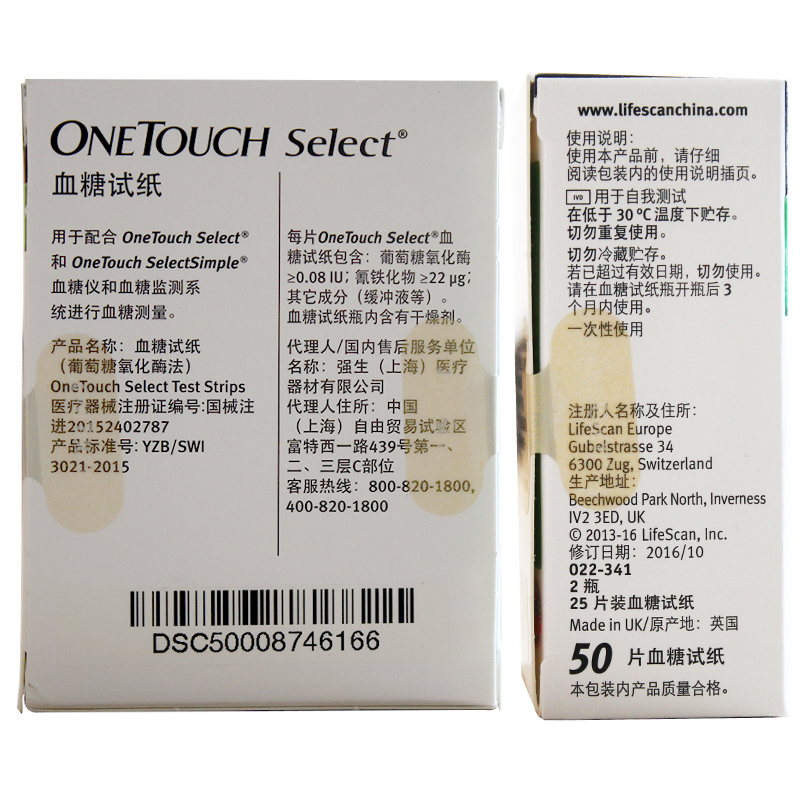 ONETOUCH Select®
血糖试纸
用于配合 OneTouch Select®
和 OneTouch SelectSimple®
血糖仪和血糖监测系
统进行血糖测量。
产品名称：血糖试纸
（葡萄糖氧化酶法）
OneTouch Select Test Strips
医疗器械注册证编号:国械注
进20152402787
产品标准号: YZB/SWI
3021-2015
每片OneTouch Select®血
糖试纸包含：葡萄糖氧化酶
≥0.08 IU；氰铁化物 ≥22 µg；
其它成分（缓冲液等）。
血糖试纸瓶内含有干燥剂。
代理人/国内售后服务单位
名称：强生（上海）医疗
器材有限公司
代理人住所：中国
（上海）自由贸易试验区
富特西一路439号第一、
二、三层C部位
客服热线：800-820-1800,
400-820-1800
DSC50008746166
www.lifescanchina.com
使用说明：
使用本产品前，请仔细
阅读包装内的使用说明插页。
IVD 用于自我测试
在低于 30 ºC 温度下贮存。
切勿重复使用。
切勿冷藏贮存。
若已超过有效日期，切勿使用。
请在血糖试纸瓶开瓶后 3
个月内使用。
一次性使用
注册人名称及住所：
LifeScan Europe
Gubelstrasse 34
6300 Zug, Switzerland
生产地址：
Beechwood Park North, Inverness
IV2 3ED, UK
© 2013-16 LifeScan, Inc.
修订日期：2016/10
022-341
2 瓶
25 片装血糖试纸
Made in UK/原产地：英国
50 片血糖试纸
本包装内产品质量合格。